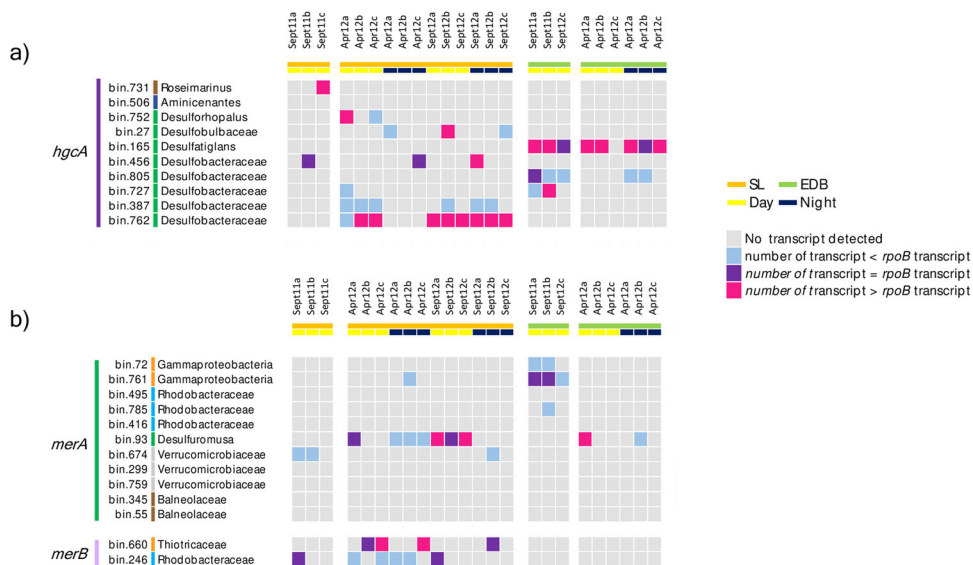 a)
Sept11a Sept11b Sept11c Apr12a Apr12b Apr12c Apr12a Apr12b Apr12c Sept12a Sept12b Sept12c Sept12a Sept12b Sept12c Sept11a Sept11b Sept12c Apr12a Apr12b Apr12c Apr12a Apr12b Apr12c
hgcA
bin.731 Roseimarinus
bin.506 Aminicenantes
bin.752 Desulforhopalus
bin.27 Desulfobulbaceae
bin.165 Desulfatiglans
bin.456 Desulfobacteraceae
bin.805 Desulfobacteraceae
bin.727 Desulfobacteraceae
bin.387 Desulfobacteraceae
bin.762 Desulfobacteraceae
SL EDB
Day Night
No transcript detected
number of transcript < rpoB transcript
number of transcript = rpoB transcript
number of transcript > rpoB transcript
b)
Sept11a Sept11b Sept11c Apr12a Apr12b Apr12c Apr12a Apr12b Apr12c Sept12a Sept12b Sept12c Sept12a Sept12b Sept12c Sept11a Sept11b Sept12c Apr12a Apr12b Apr12c Apr12a Apr12b Apr12c
merA
bin.72 Gammaproteobacteria
bin.761 Gammaproteobacteria
bin.495 Rhodobacteraceae
bin.785 Rhodobacteraceae
bin.416 Rhodobacteraceae
bin.93 Desulfuromusa
bin.674 Verrucomicrobiaceae
bin.299 Verrucomicrobiaceae
bin.759 Verrucomicrobiaceae
bin.345 Balneolaceae
bin.55 Balneolaceae
merB
bin.660 Thiotricaceae
bin.246 Rhodobacteraceae